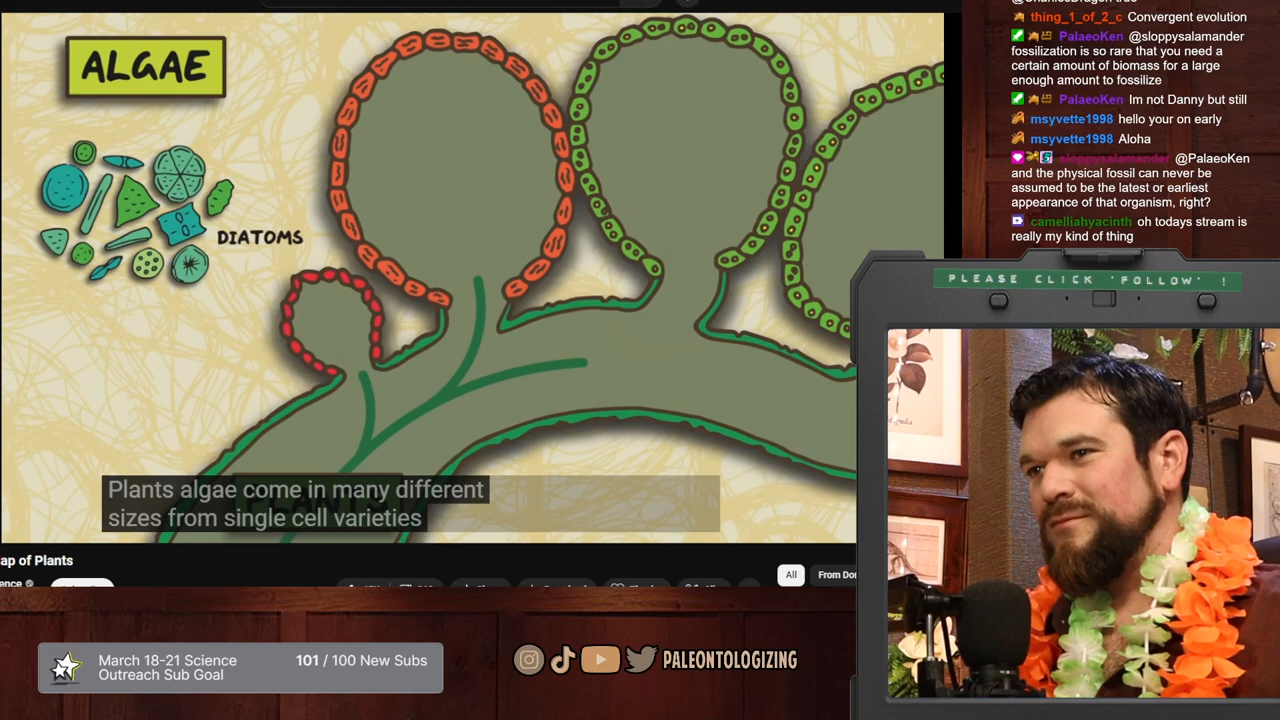 ALGAE
DIATOMS
Plants algae come in many different
sizes from single cell varieties
ap of Plants
ence
All
From Do
thing_1_of_2_c Convergent evolution
PalaeoKen @sloppysalamander
fossilization is so rare that you need a
certain amount of biomass for a large
enough amount to fossilize
PalaeoKen Im not Danny but still
msyvette1998 hello your on early
msyvette1998 Aloha
sloppysalamander @PalaeoKen
and the physical fossil can never be
assumed to be the latest or earliest
appearance of that organism, right?
camelliahyacinth oh todays stream is
really my kind of thing
PLEASE CLICK "FOLLOW" !
March 18-21 Science
Outreach Sub Goal
101 / 100 New Subs
PALEONTOLOGIZING